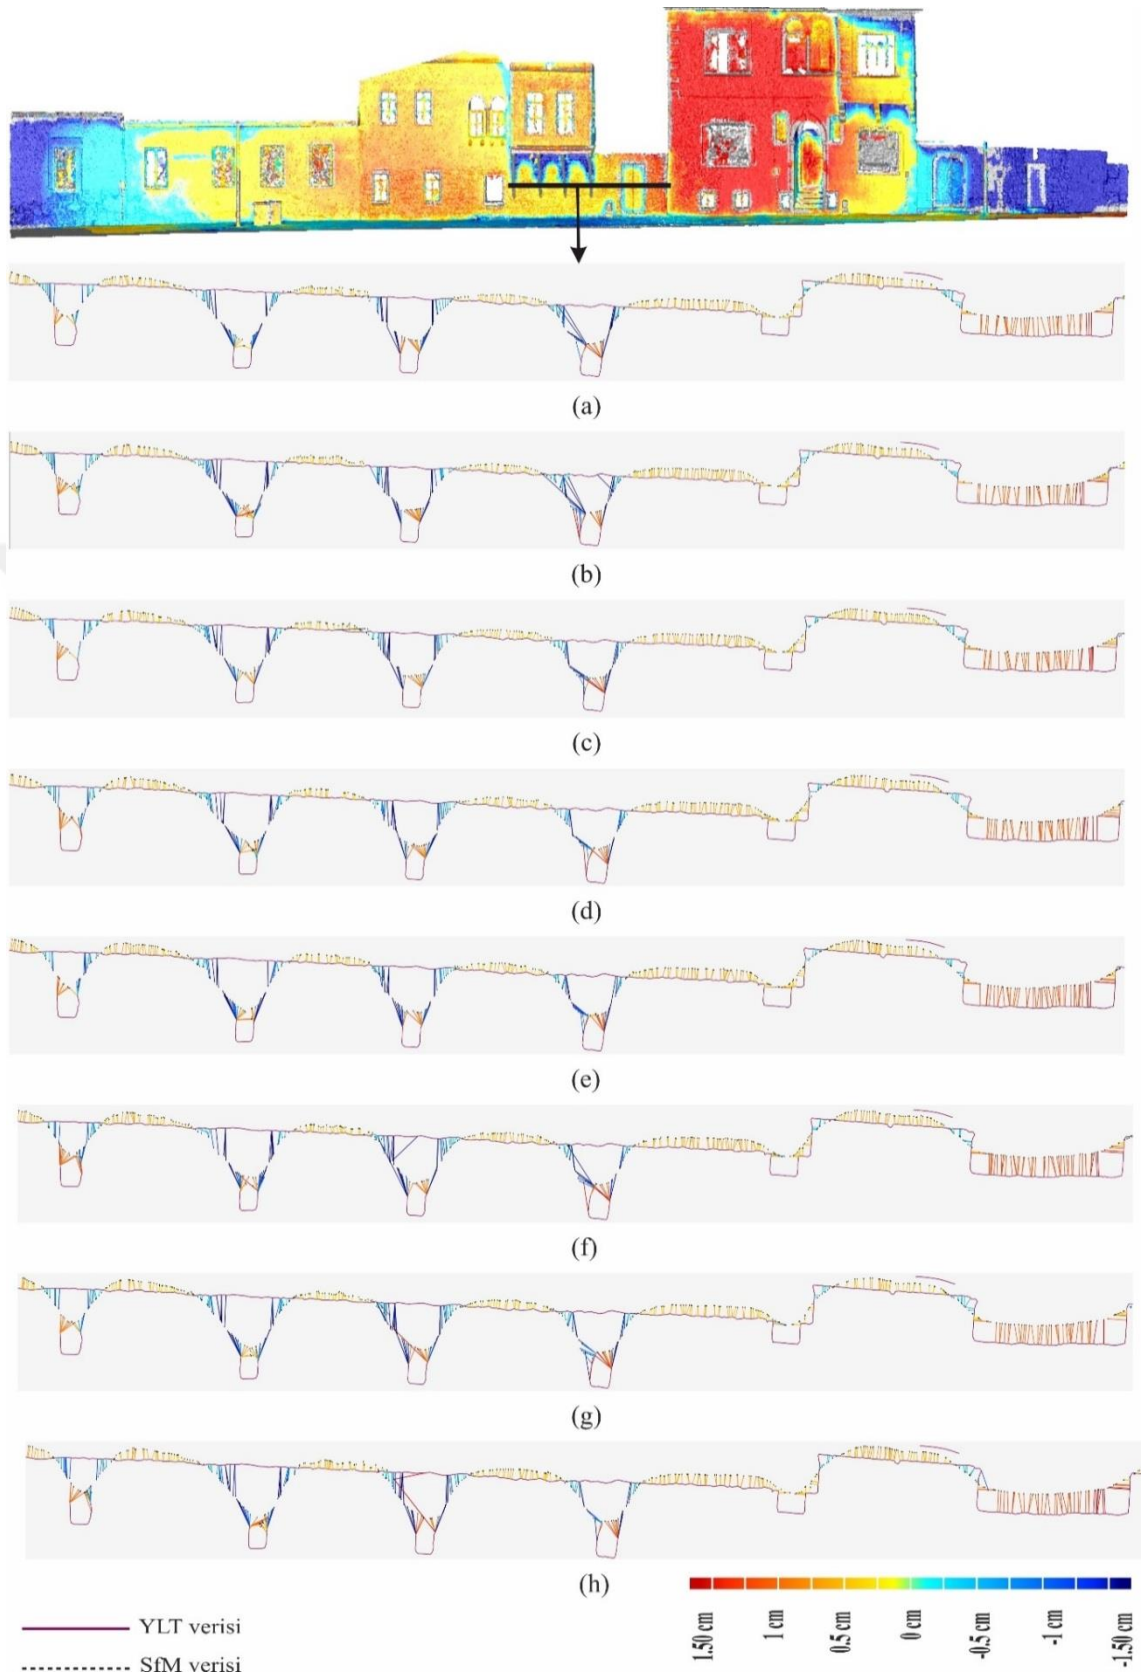 (a)
(b)
(c)
(d)
(e)
(f)
(g)
(h)
YLT verisi
SfM verisi
1.50 cm
1 cm
0.5 cm
0 cm
-0.5 cm
-1 cm
-1.50 cm